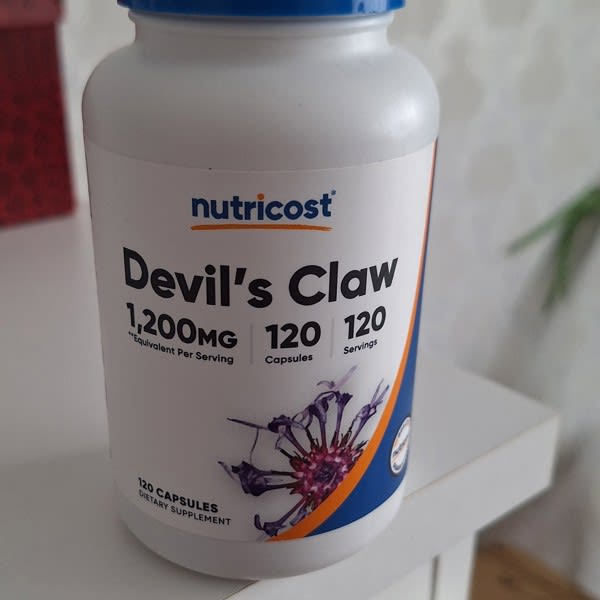 nutricost®
Devil's Claw
1,200MG
**Equivalent Per Serving
120
Capsules
120
Servings
120 CAPSULES
DIETARY SUPPLEMENT